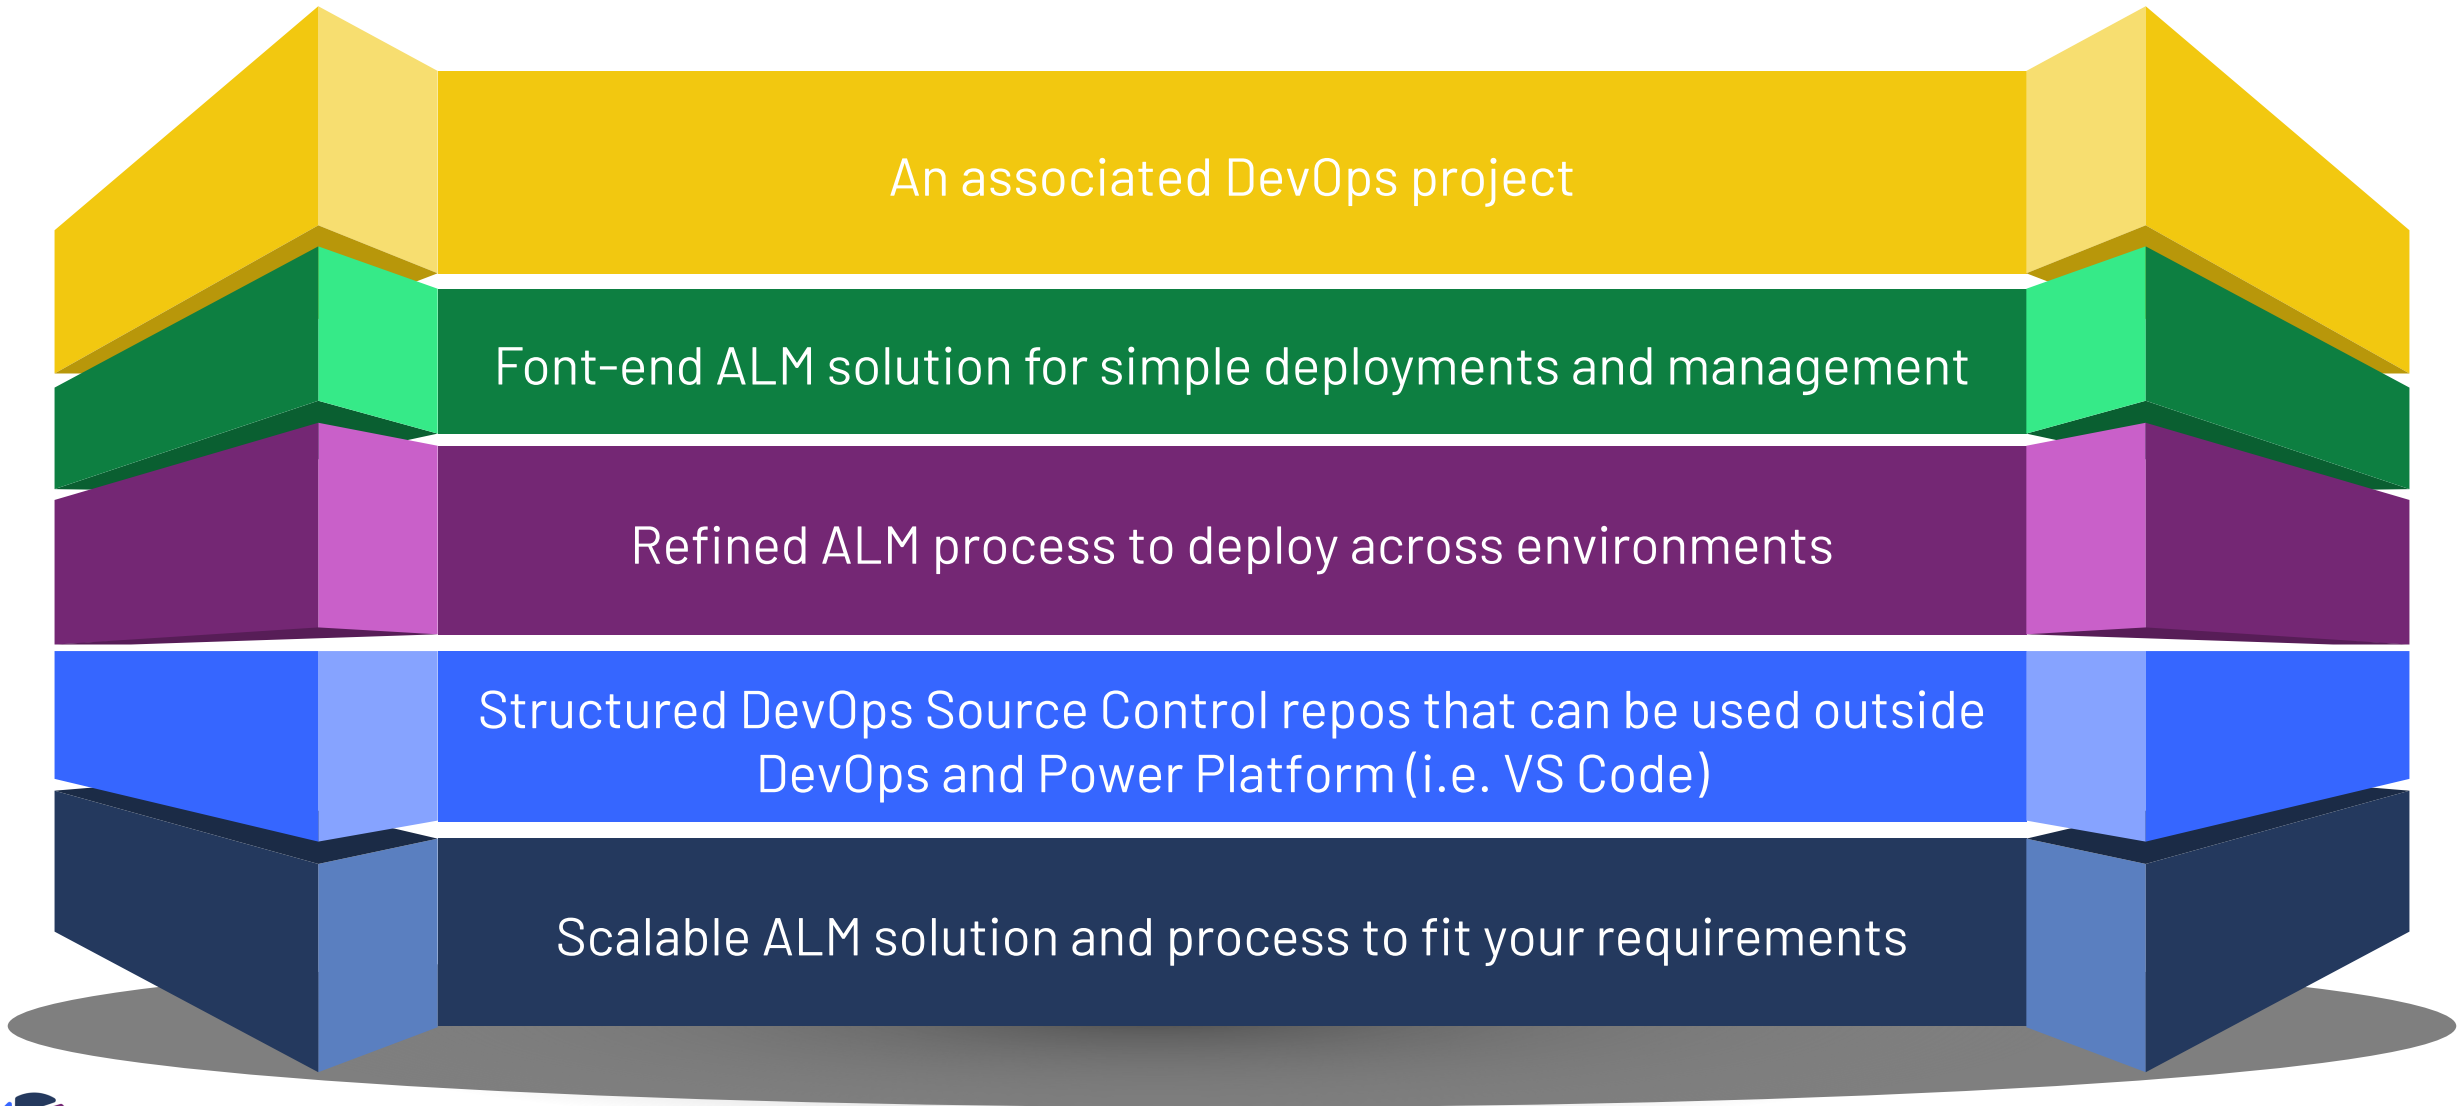 An associated DevOps project
Font-end ALM solution for simple deployments and management
Refined ALM process to deploy across environments
Structured DevOps Source Control repos that can be used outside
DevOps and Power Platform (i.e. VS Code)
Scalable ALM solution and process to fit your requirements